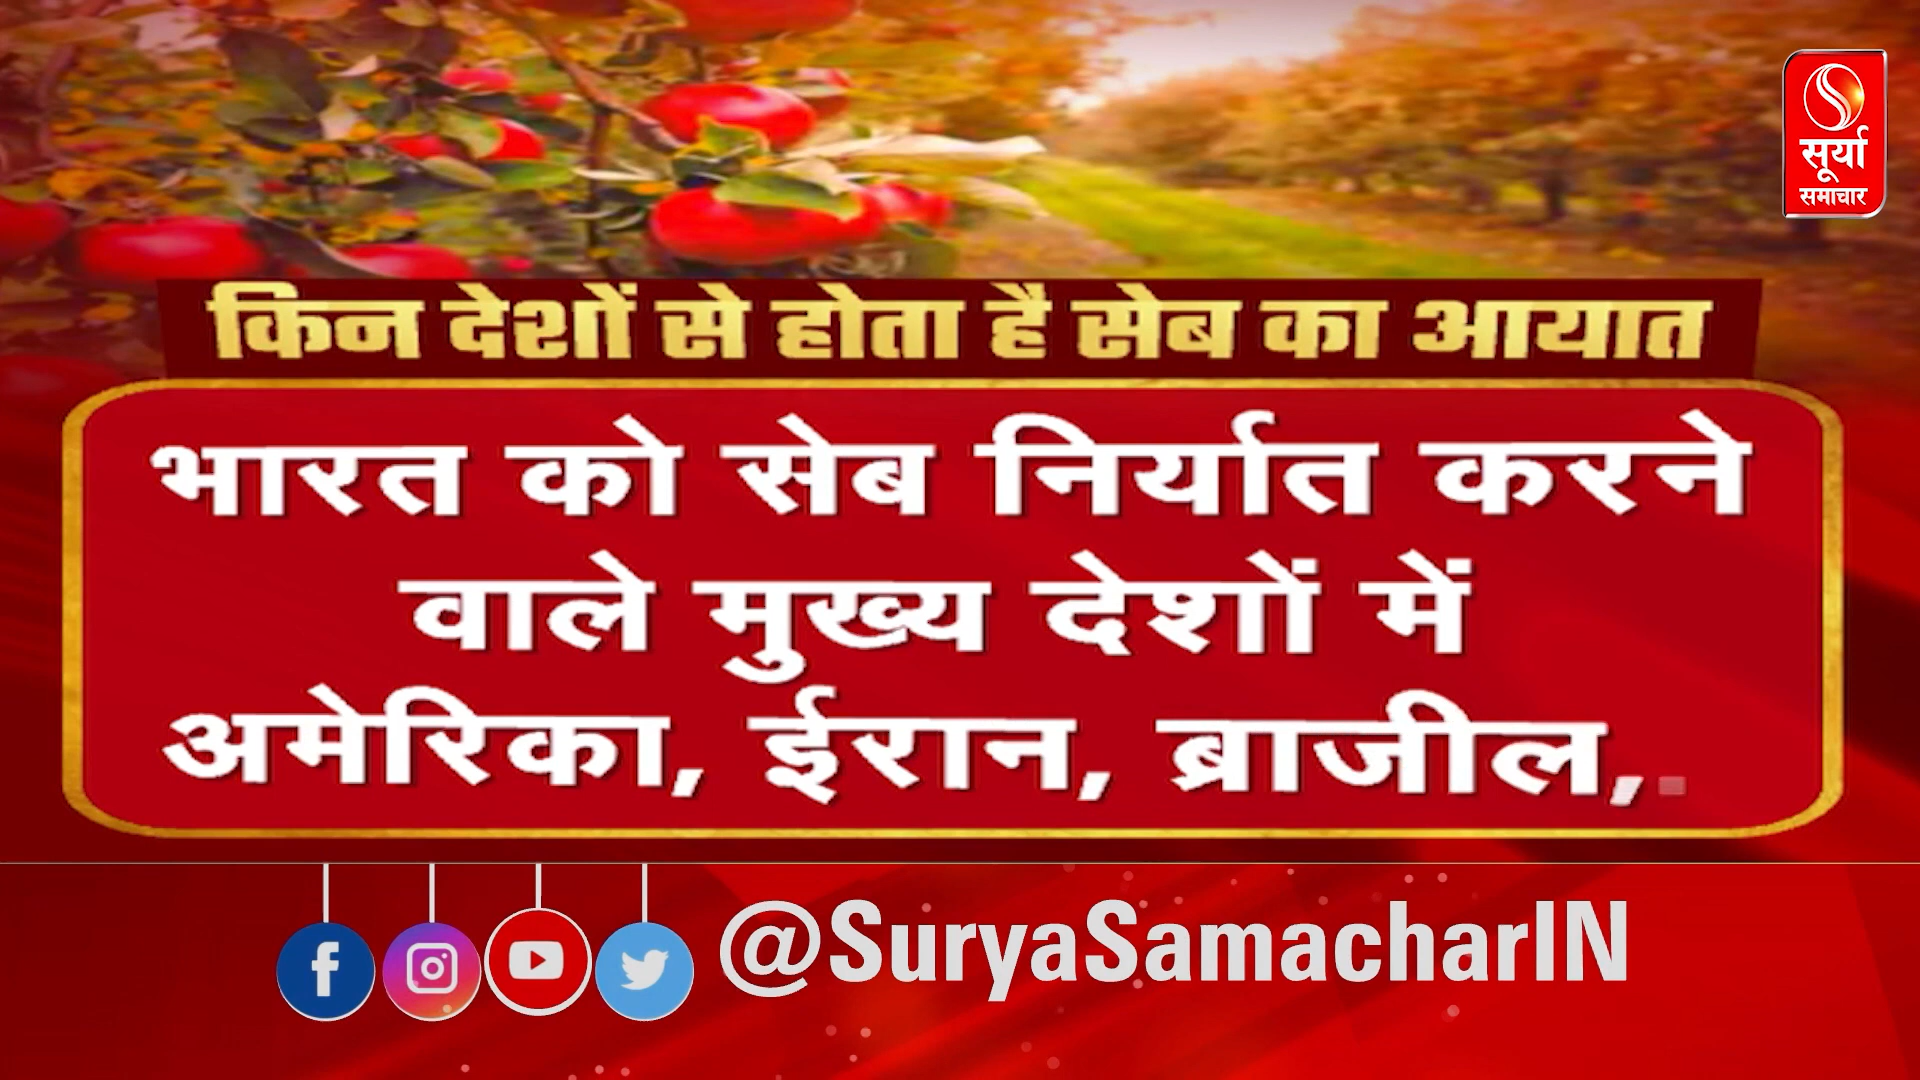 सूर्या
समाचार
किन देशों से होता है सेब का आयात
भारत को सेब निर्यात करने
वाले मुख्य देशों में
अमेरिका, ईरान, ब्राजील,
@SuryaSamacharIN